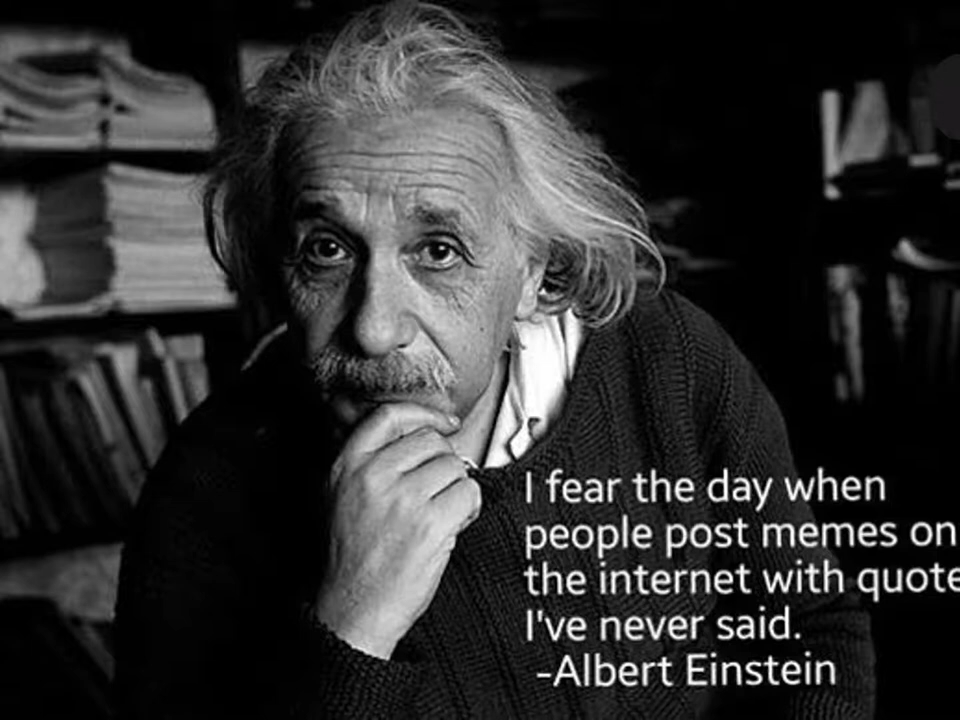 I fear the day when
people post memes on
the internet with quote
I've never said.
-Albert Einstein